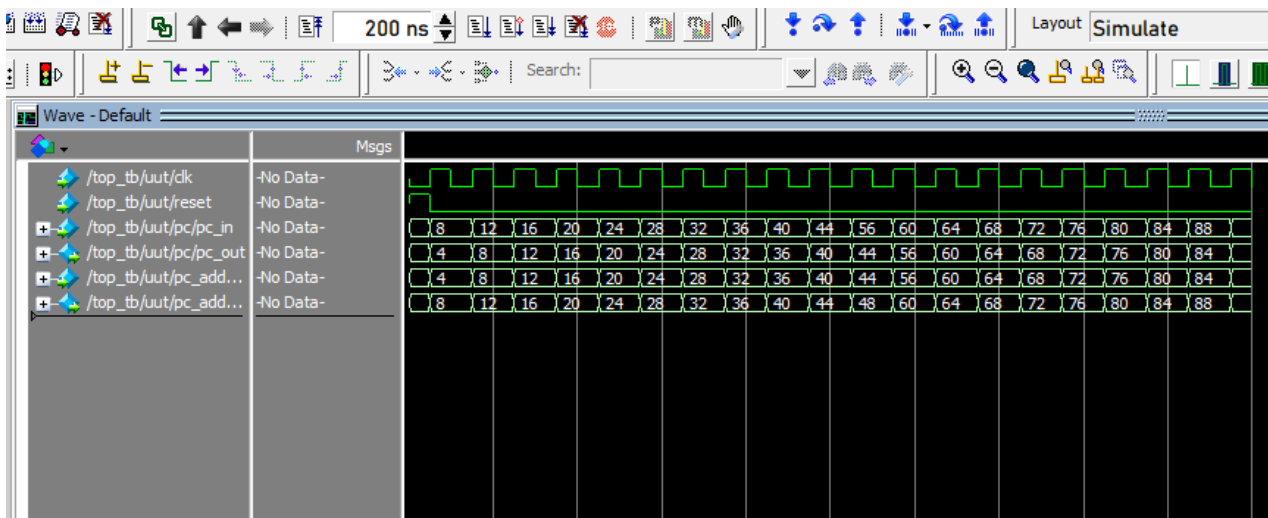 200 ns
Layout Simulate
Search:
Wave - Default
Msgs
/top_tb/uut/clk -No Data-
/top_tb/uut/reset -No Data-
/top_tb/uut/pc/pc_in -No Data- 8 12 16 20 24 28 32 36 40 44 56 60 64 68 72 76 80 84 88
/top_tb/uut/pc/pc_out -No Data- 4 8 12 16 20 24 28 32 36 40 44 56 60 64 68 72 76 80 84
/top_tb/uut/pc_add... -No Data- 4 8 12 16 20 24 28 32 36 40 44 56 60 64 68 72 76 80 84
/top_tb/uut/pc_add... -No Data- 8 12 16 20 24 28 32 36 40 44 48 56 60 64 68 72 76 80 84 88